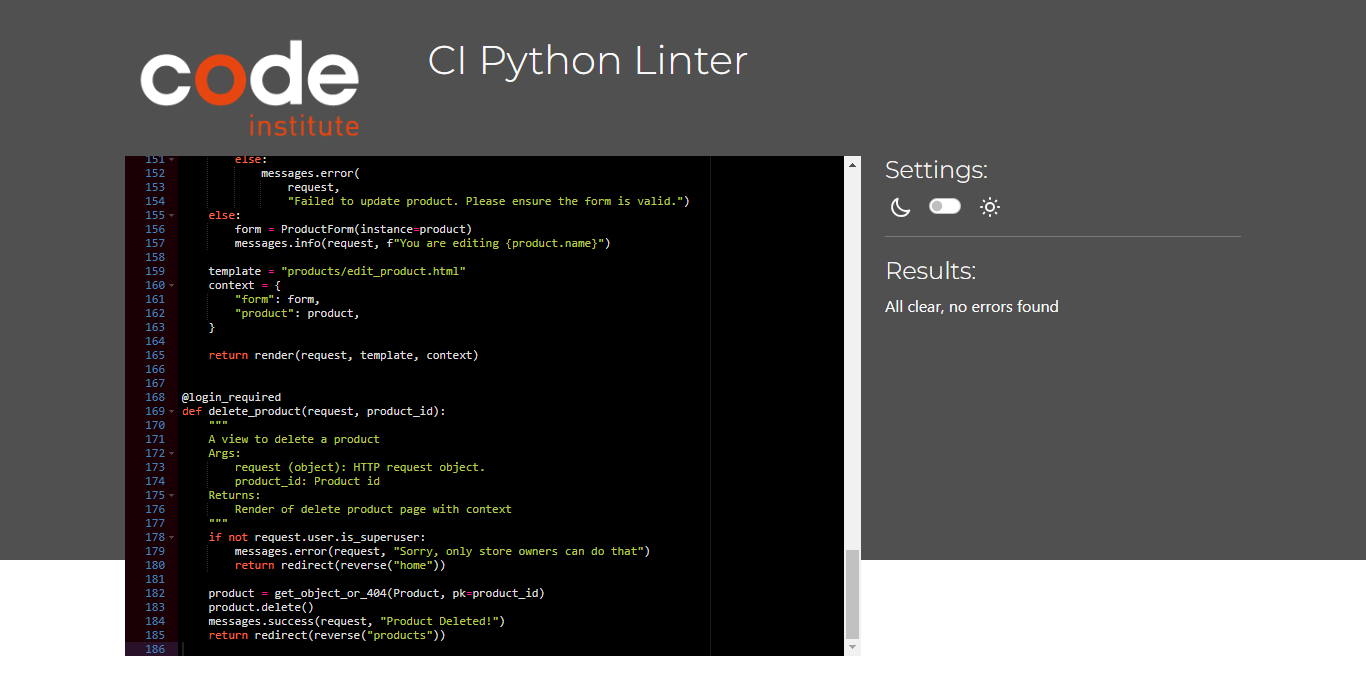 code
institute
CI Python Linter
151 else:
152 messages.error(
153 request,
154 "Failed to update product. Please ensure the form is valid.")
155 else:
156 form = ProductForm(instance=product)
157 messages.info(request, f"You are editing {product.name}")
158
159 template = "products/edit_product.html"
160 context = {
161 "form": form,
162 "product": product,
163 }
164
165 return render(request, template, context)
166
167
168 @login_required
169 def delete_product(request, product_id):
170 """
171 A view to delete a product
172 Args:
173 request (object): HTTP request object.
174 product_id: Product id
175 Returns:
176 Render of delete product page with context
177 """
178 if not request.user.is_superuser:
179 messages.error(request, "Sorry, only store owners can do that")
180 return redirect(reverse("home"))
181
182 product = get_object_or_404(Product, pk=product_id)
183 product.delete()
184 messages.success(request, "Product Deleted!")
185 return redirect(reverse("products"))
186
Settings:
Results:
All clear, no errors found